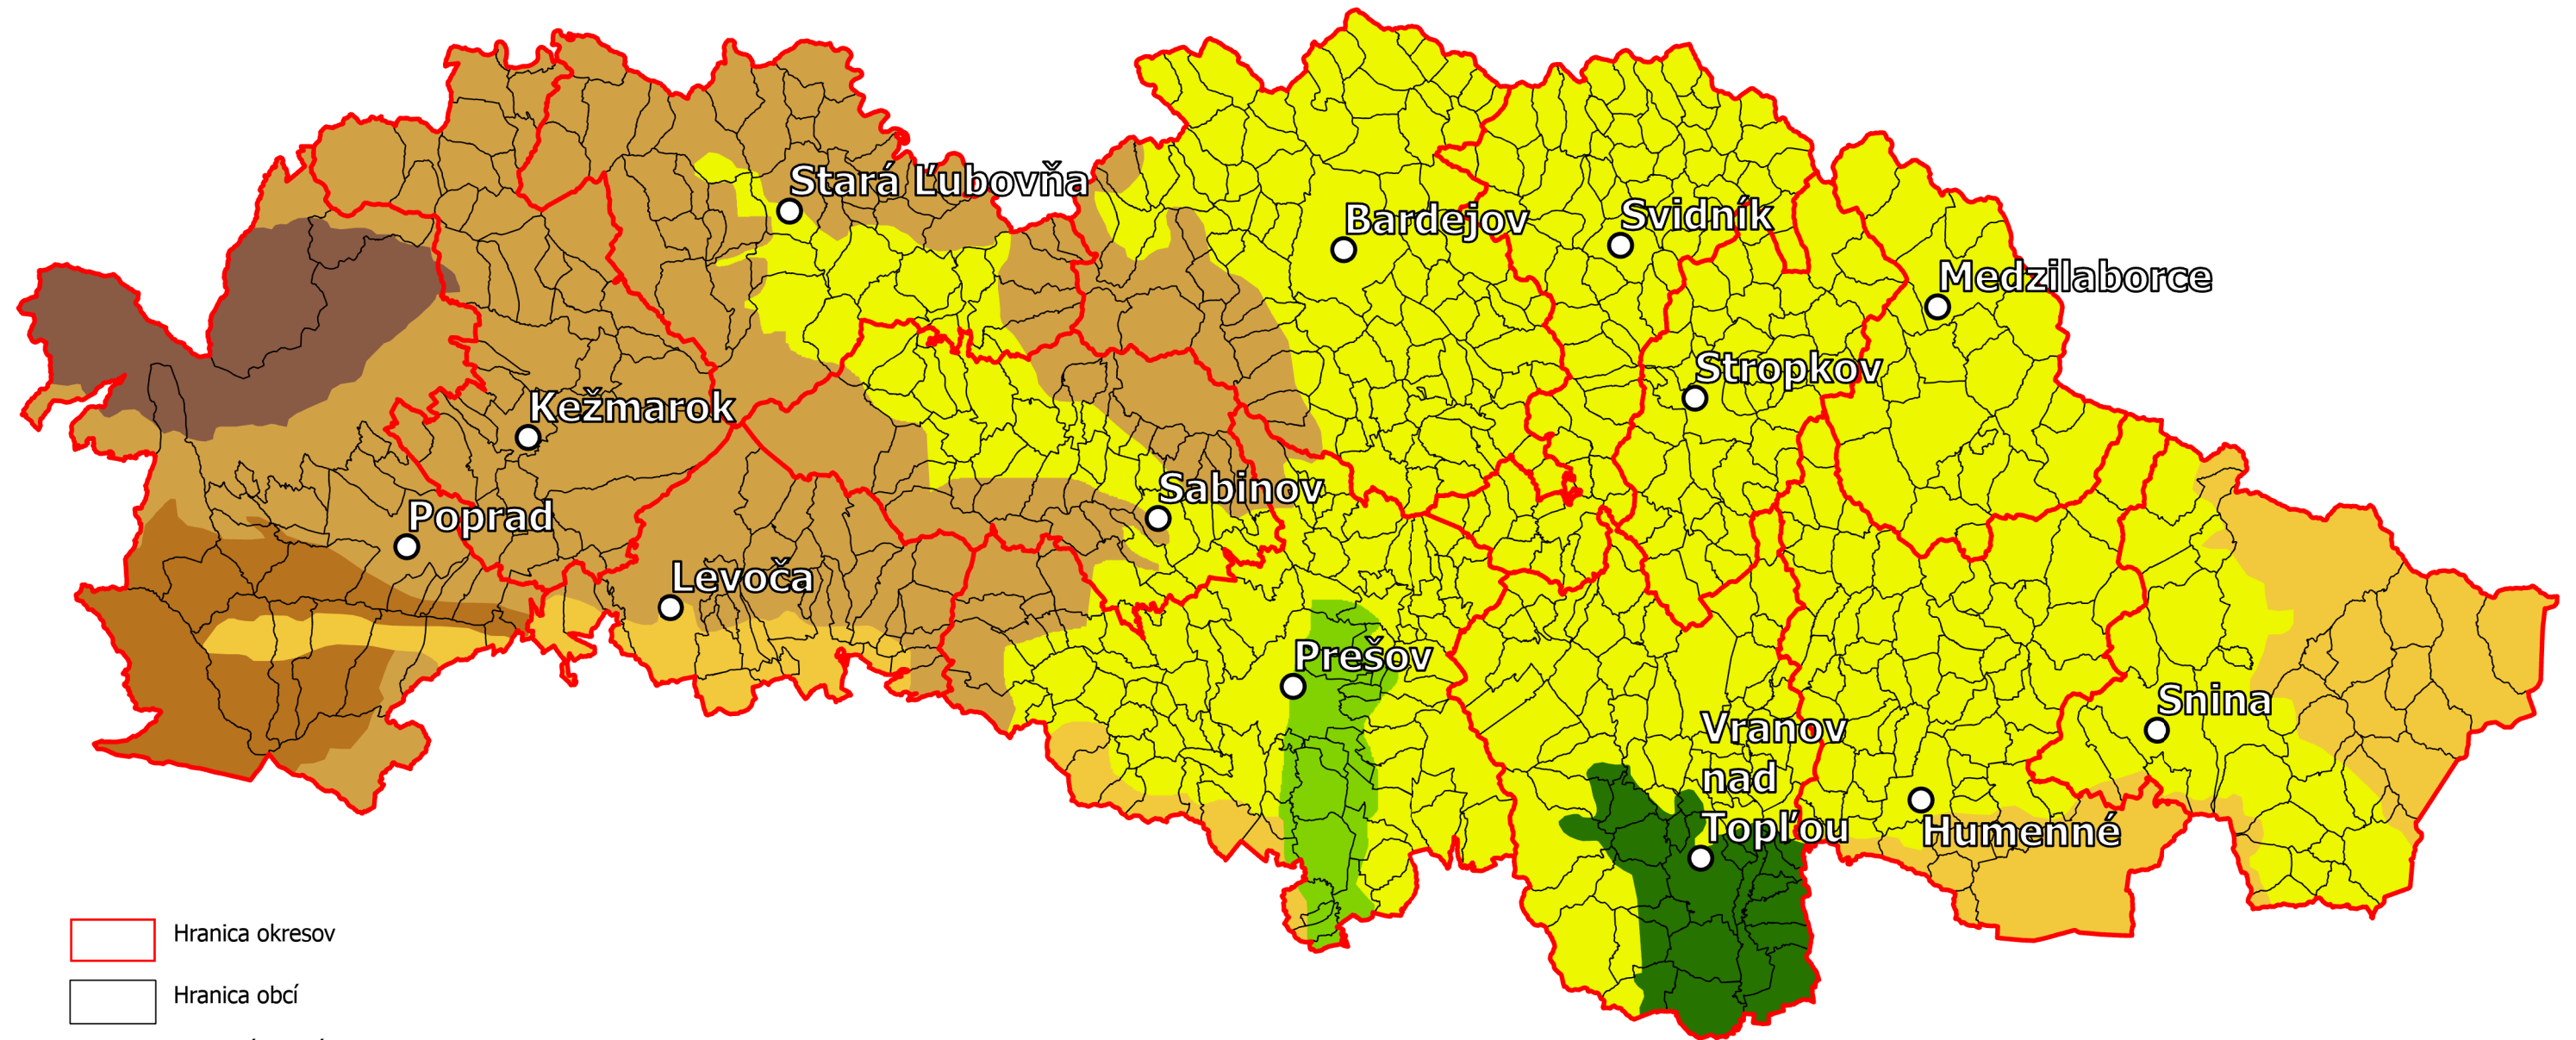 Stará Ľubovňa
Bardejov
Svidník
Medzilaborce
Stropkov
Kežmarok
Sabinov
Poprad
Levoča
Prešov
Snina
Vranov
nad
Topľou
Humenné
Hranica okresov
Hranica obcí